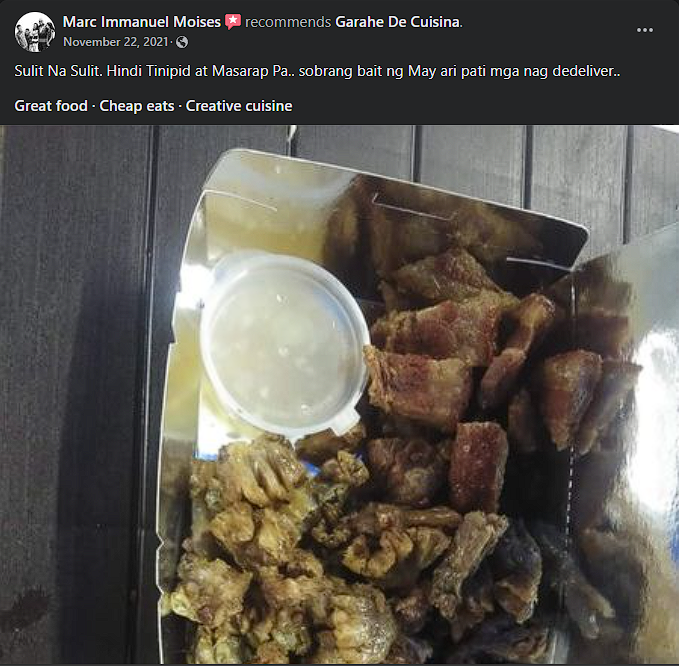 Marc Immanuel Moises recommends Garahe De Cuisina.
November 22, 2021 ·
Sulit Na Sulit. Hindi Tinipid at Masarap Pa.. sobrang bait ng May ari pati mga nag dedeliver..
Great food · Cheap eats · Creative cuisine